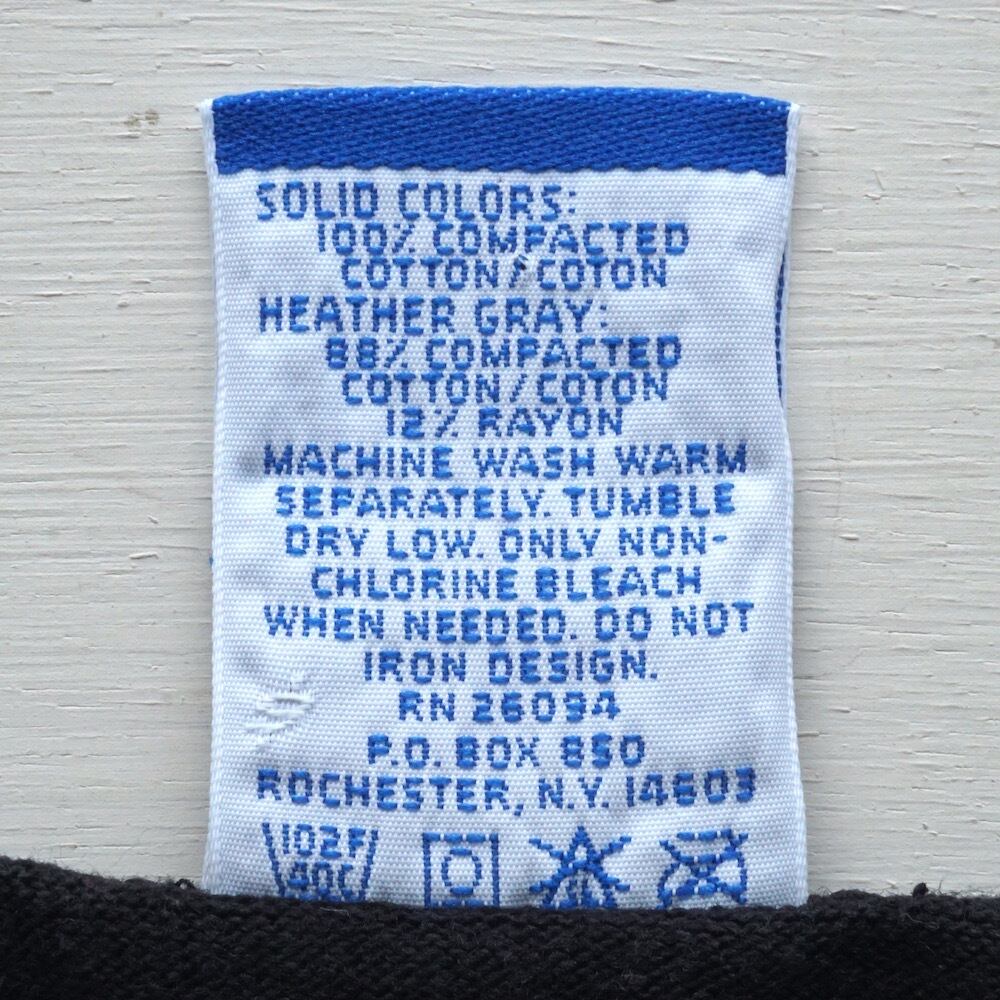 SOLID COLORS:
100% COMPACTED
COTTON/COTON
HEATHER GRAY:
88% COMPACTED
COTTON/COTON
12% RAYON
MACHINE WASH WARM
SEPARATELY. TUMBLE
DRY LOW. ONLY NON-
CHLORINE BLEACH
WHEN NEEDED. DO NOT
IRON DESIGN.
RN 26094
P.O. BOX 850
ROCHESTER, N.Y. 14603
102F
40C